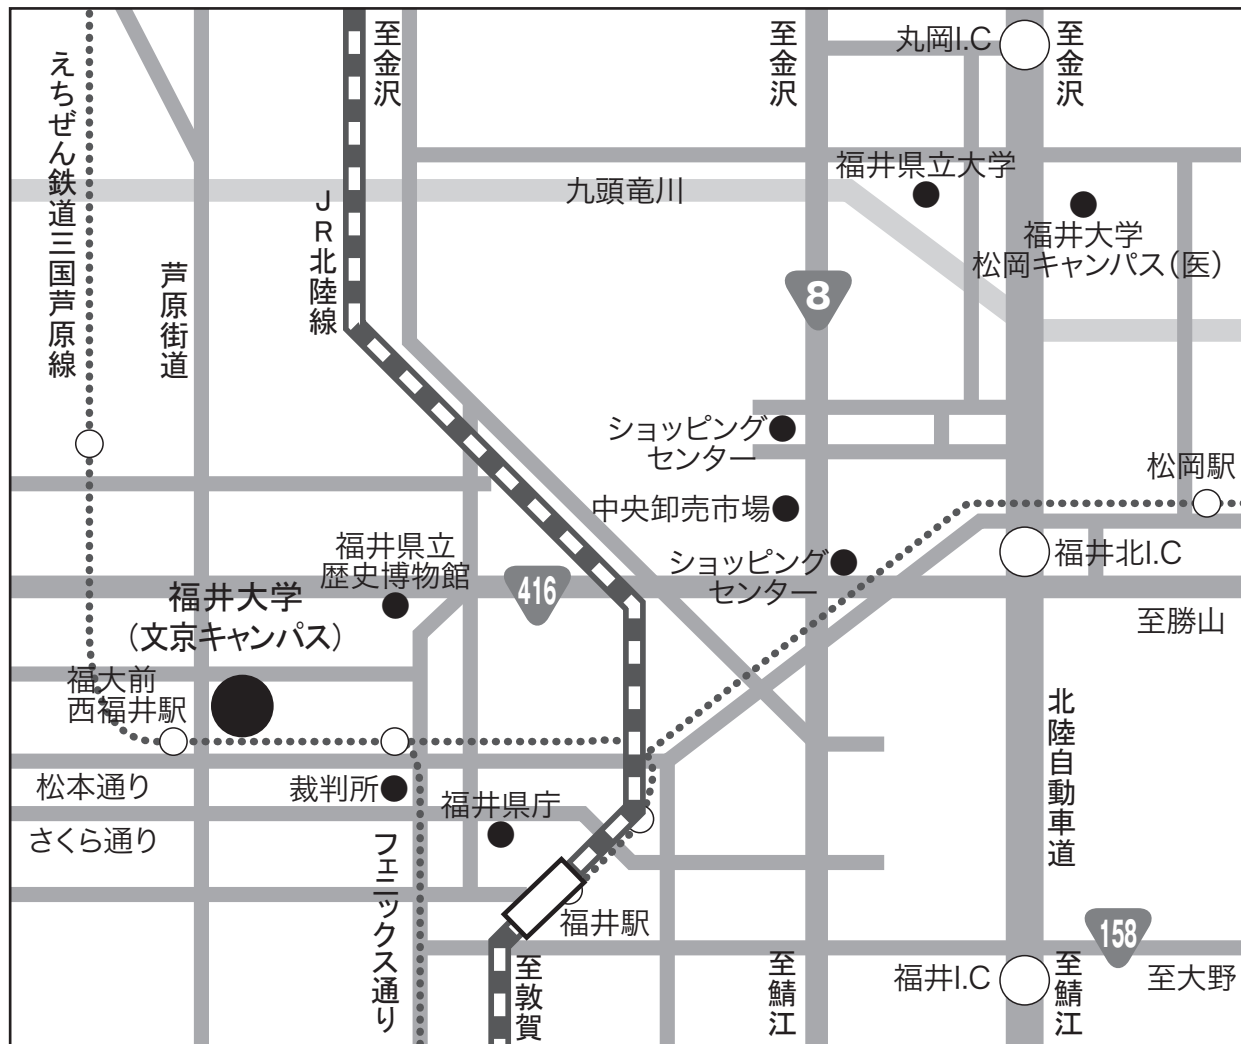 至金沢
至金沢
丸岡I.C
至金沢
えちぜん鉄道三国芦原線
福井県立大学
九頭竜川
JR北陸線
福井大学
松岡キャンパス(医)
芦原街道
8
ショッピング
センター
松岡駅
中央卸売市場
福井県立
歴史博物館
416
ショッピング
センター
福井北I.C
福井大学
(文京キャンパス)
至勝山
福大前
西福井駅
北陸自動車道
松本通り
裁判所
福井県庁
さくら通り
フェニックス通り
福井駅
158
至敦賀
至鯖江
福井I.C
至鯖江
至大野